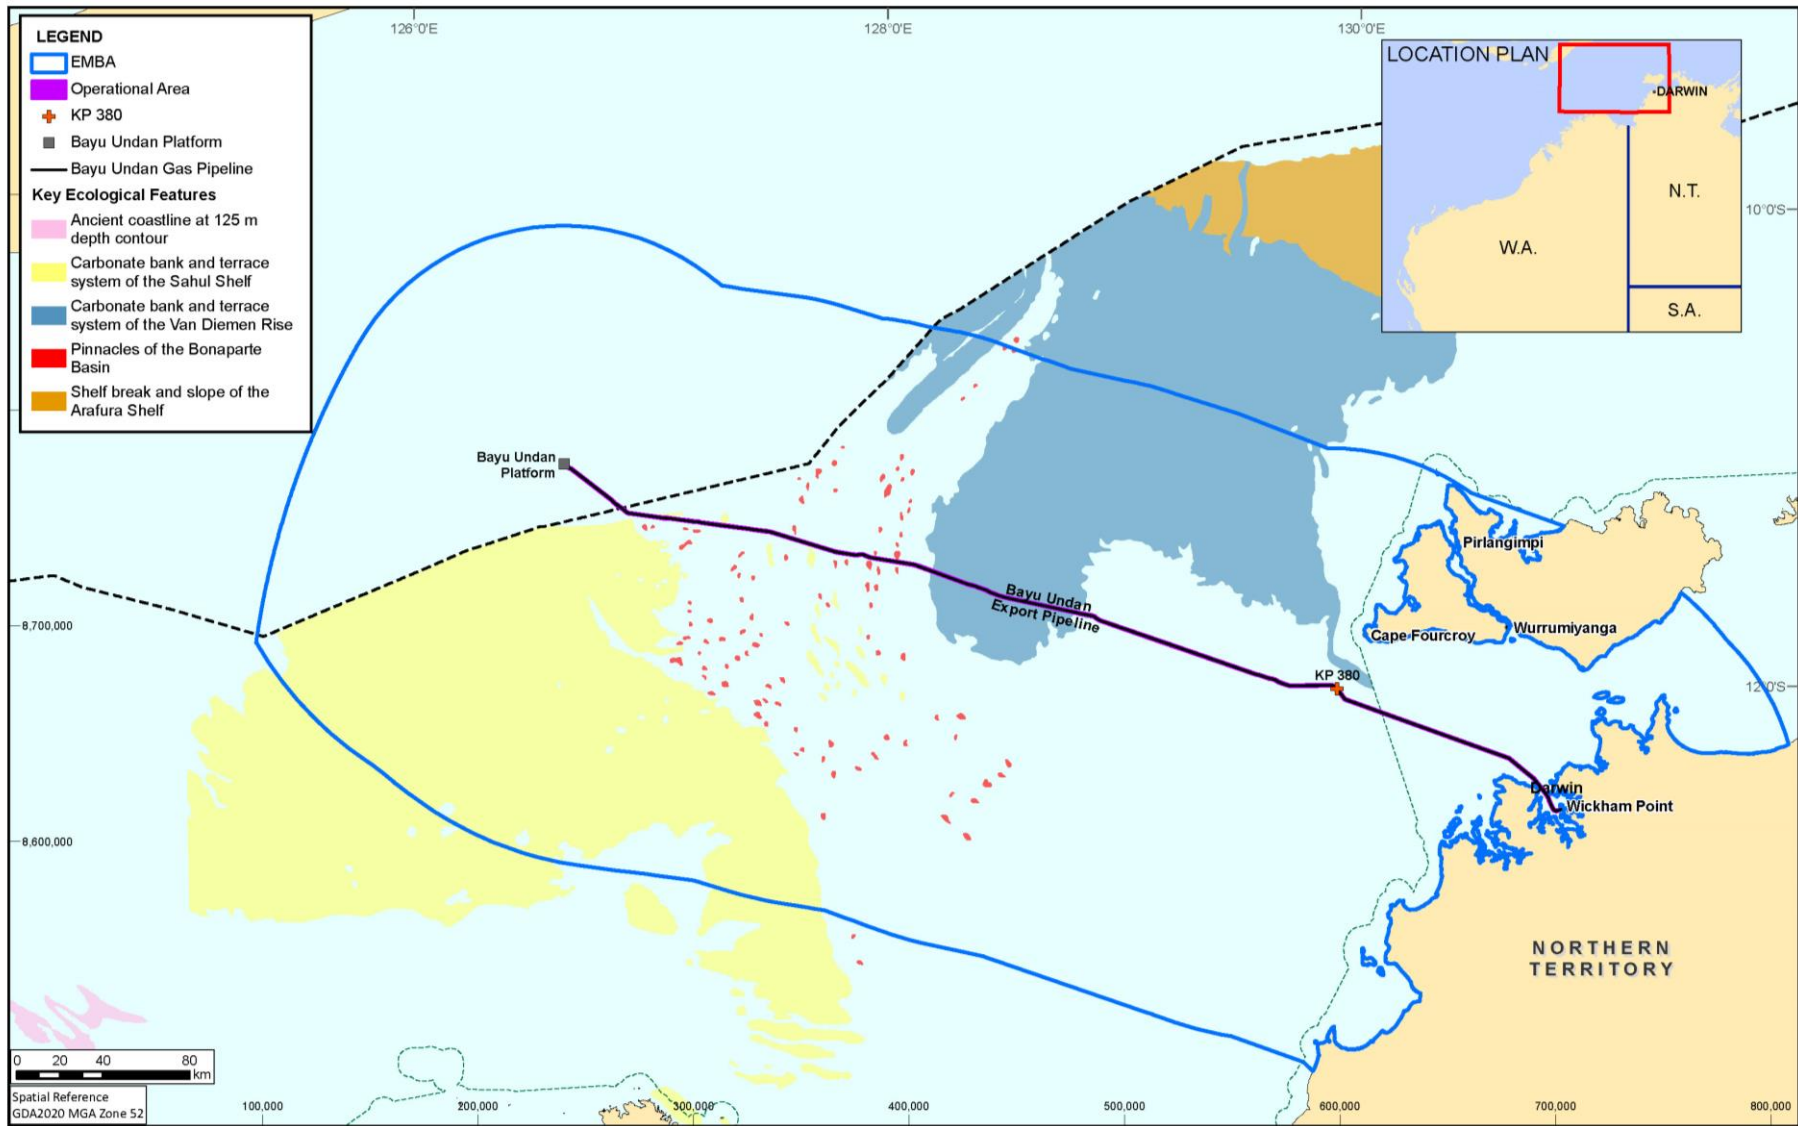 126°0'E
128°0'E
130°0'E
LEGEND
EMBA
Operational Area
KP 380
Bayu Undan Platform
Bayu Undan Gas Pipeline
Key Ecological Features
Ancient coastline at 125 m
depth contour
Carbonate bank and terrace
system of the Sahul Shelf
Carbonate bank and terrace
system of the Van Diemen Rise
Pinnacles of the Bonaparte
Basin
Shelf break and slope of the
Arafura Shelf
LOCATION PLAN
DARWIN
N.T.
W.A.
S.A.
10°0'S
Bayu Undan
Platform
Pirlangimpi
Bayu Undan
Export Pipeline
8,700,000
Wurrumiyanga
Cape Fourcroy
KP 380
12°0'S
Darwin
Wickham Point
8,600,000
NORTHERN
TERRITORY
0 20 40 80
km
Spatial Reference
GDA2020 MGA Zone 52
100,000
200,000
300,000
400,000
500,000
600,000
700,000
800,000